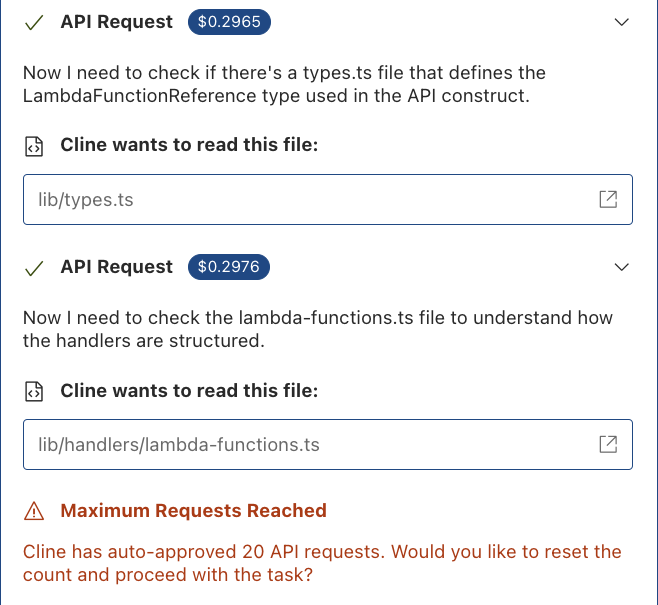 API Request $0.2965
Now I need to check if there's a types.ts file that defines the
LambdaFunctionReference type used in the API construct.
Cline wants to read this file:
lib/types.ts
API Request $0.2976
Now I need to check the lambda-functions.ts file to understand how
the handlers are structured.
Cline wants to read this file:
lib/handlers/lambda-functions.ts
Maximum Requests Reached
Cline has auto-approved 20 API requests. Would you like to reset the
count and proceed with the task?